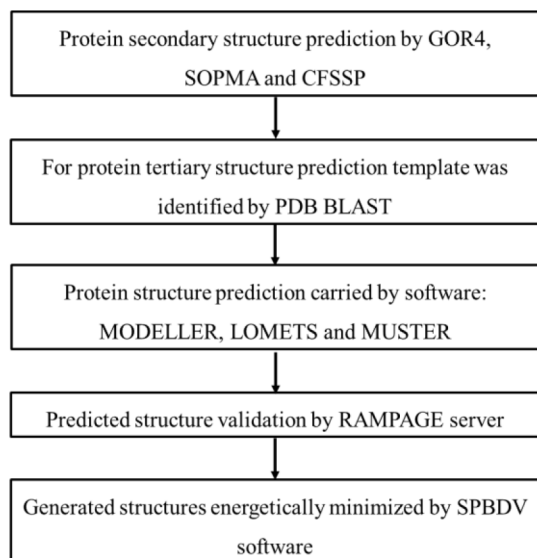 Protein secondary structure prediction by GOR4,
SOPMA and CFSSP
For protein tertiary structure prediction template was
identified by PDB BLAST
Protein structure prediction carried by software:
MODELLER, LOMETS and MUSTER
Predicted structure validation by RAMPAGE server
Generated structures energetically minimized by SPBDV
software